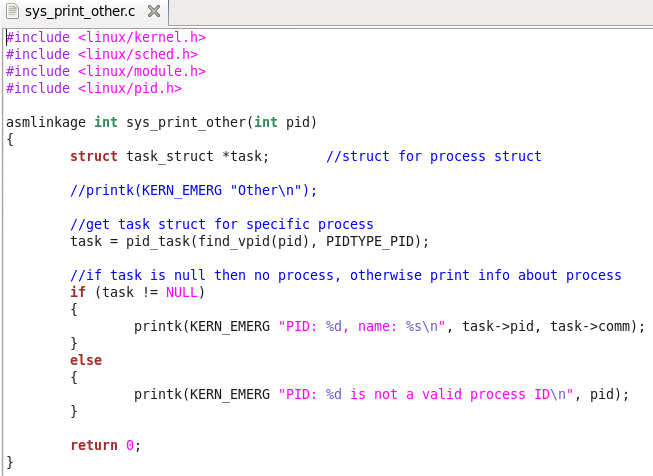 sys_print_other.c
#include <linux/kernel.h>
#include <linux/sched.h>
#include <linux/module.h>
#include <linux/pid.h>
asmlinkage int sys_print_other(int pid)
{
struct task_struct *task; //struct for process struct
//printk(KERN_EMERG "Other\n");
//get task struct for specific process
task = pid_task(find_vpid(pid), PIDTYPE_PID);
//if task is null then no process, otherwise print info about process
if (task != NULL)
{
printk(KERN_EMERG "PID: %d, name: %s\n", task->pid, task->comm);
}
else
{
printk(KERN_EMERG "PID: %d is not a valid process ID\n", pid);
}
return 0;
}